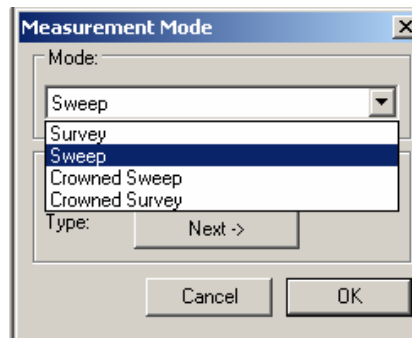 Measurement Mode
Mode:
Sweep
Survey
Sweep
Crowned Sweep
Crowned Survey
Type:
Next ->
Cancel
OK